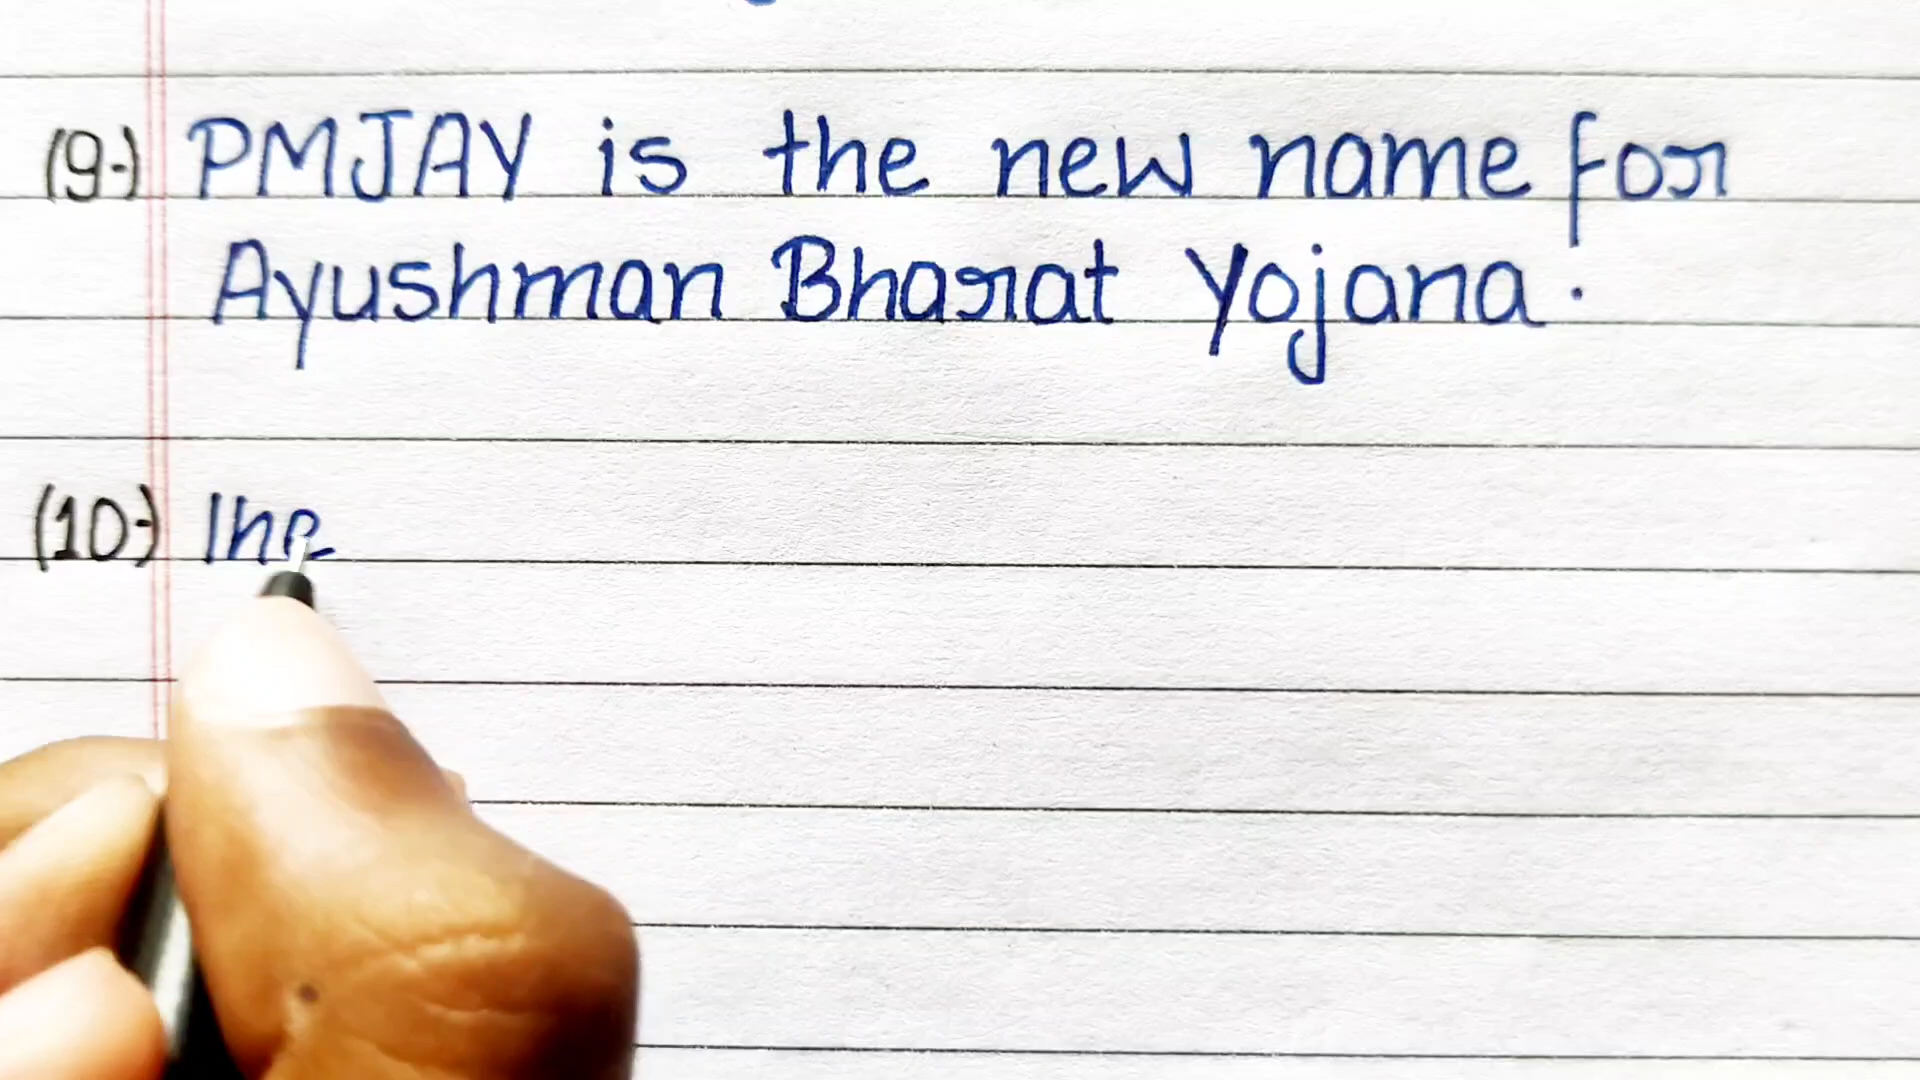 (9-) PMJAY is the new name for
Ayushman Bharat Yojana.
(10-) The